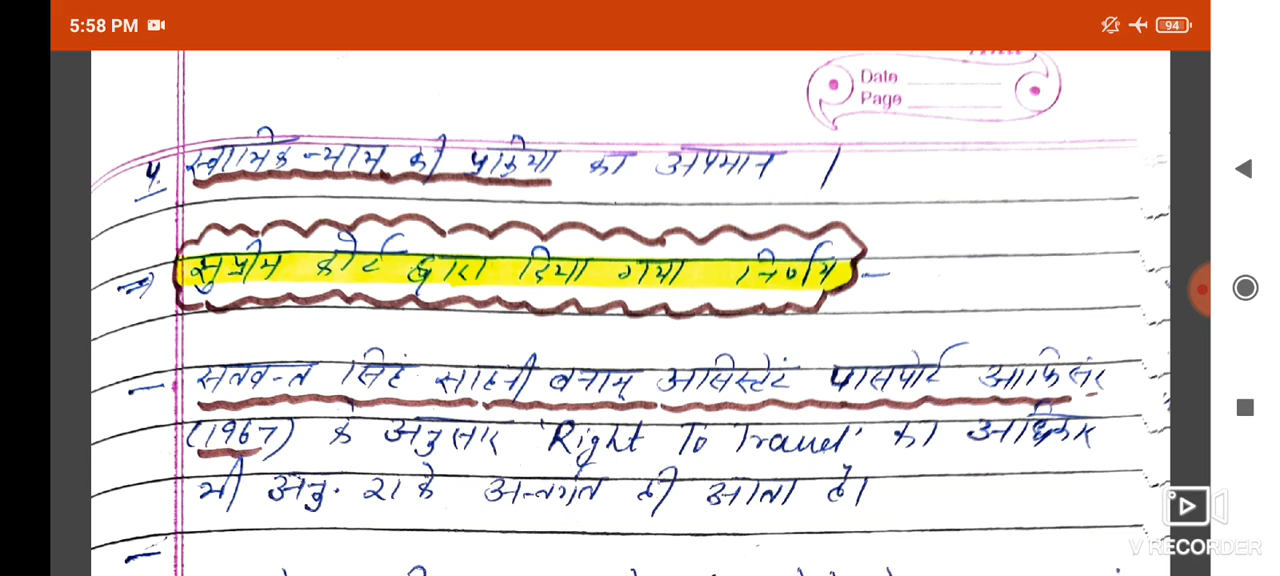 5:58 PM
94
Date
Page
4. स्वाभिक न्याय की प्रक्रिया का अपमान |
→ सुप्रीम कोर्ट द्वारा दिया गया निर्णय –
– सतवन्त सिंह साहनी बनाम् असिस्टेंट पासपोर्ट आफिसर
(1967) के अनुसार 'Right To Travel' का अधिकार
भी अनु. 21 के अन्तर्गत ही आता है।
–
V RECORDER